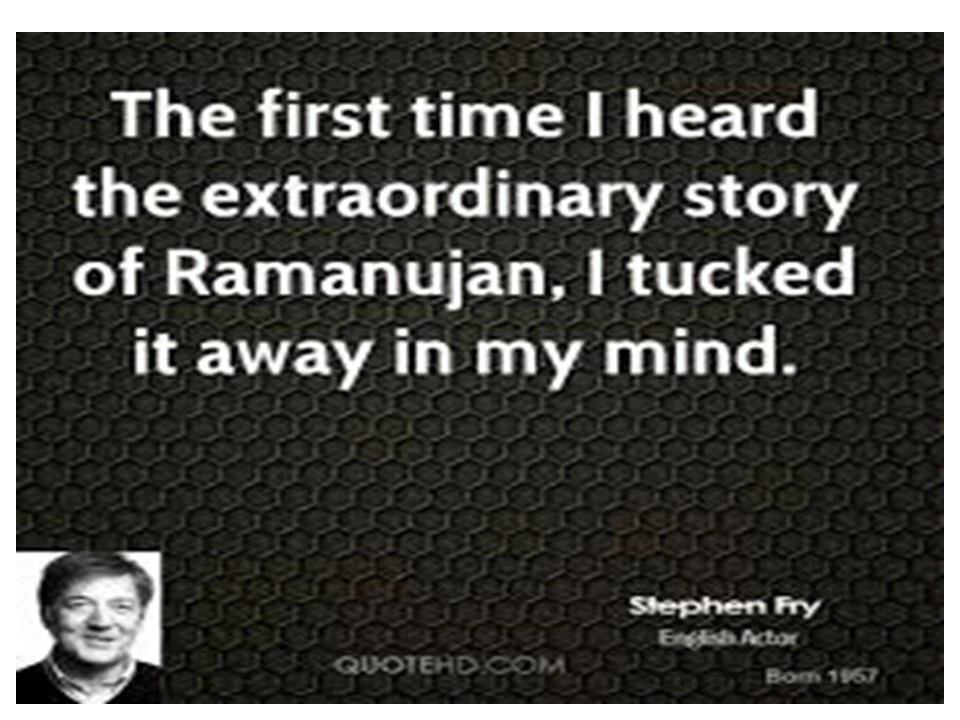 The first time I heard
the extraordinary story
of Ramanujan, I tucked
it away in my mind.
Stephen Fry
English Actor
QUOTEHD.COM
Born 1957